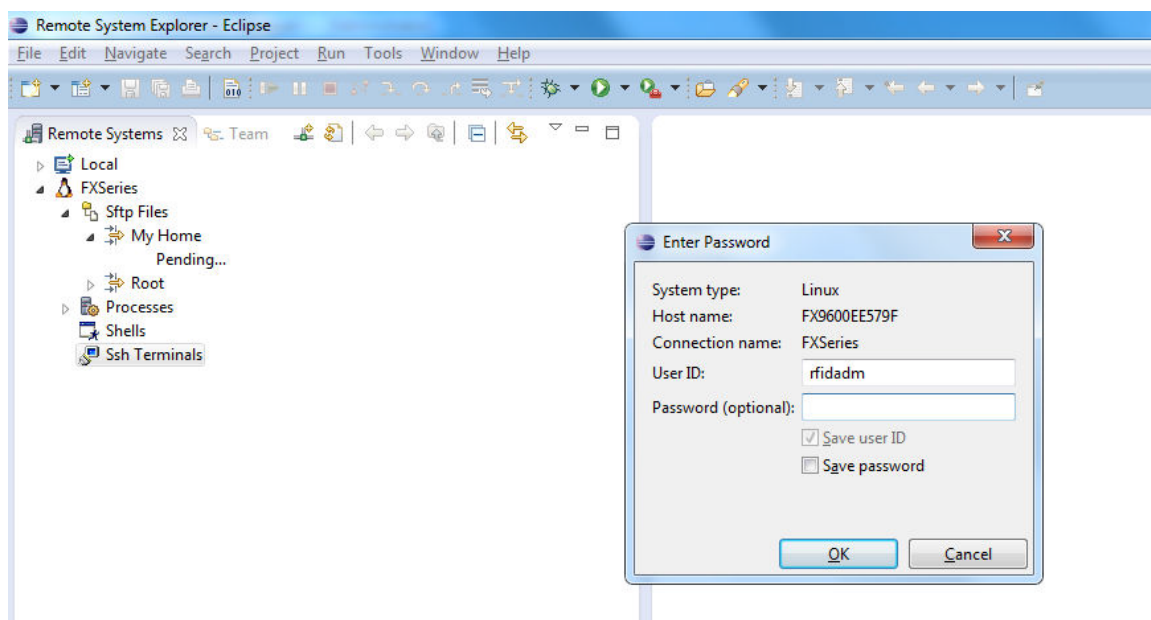 Remote System Explorer - Eclipse
File Edit Navigate Search Project Run Tools Window Help
010
Remote Systems Team
Local
FXSeries
Sftp Files
My Home
Pending...
Root
Processes
Shells
Ssh Terminals
Enter Password
System type: Linux
Host name: FX9600EE579F
Connection name: FXSeries
User ID: rfidadm
Password (optional):
Save user ID
Save password
OK Cancel